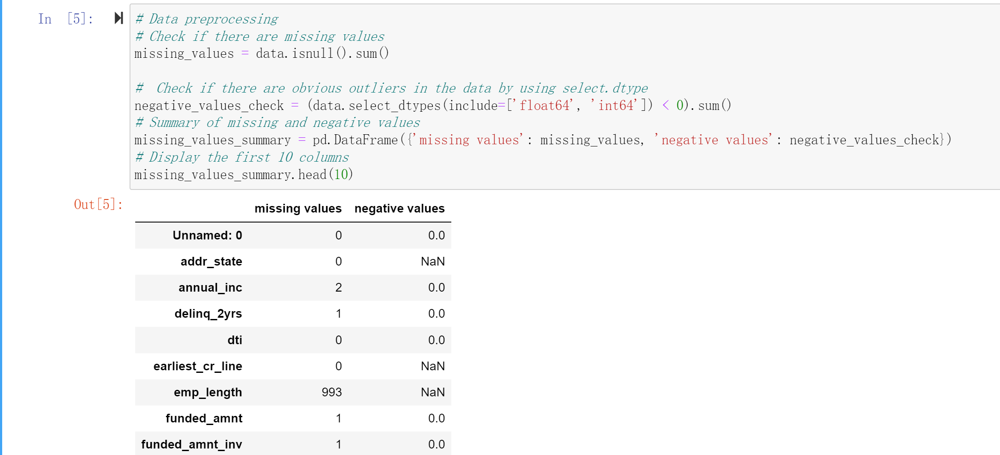 In [5]:
# Data preprocessing
# Check if there are missing values
missing_values = data.isnull().sum()
#  Check if there are obvious outliers in the data by using select.dtype
negative_values_check = (data.select_dtypes(include=['float64', 'int64']) < 0).sum()
# Summary of missing and negative values
missing_values_summary = pd.DataFrame({'missing values': missing_values, 'negative values': negative_values_check})
# Display the first 10 columns
missing_values_summary.head(10)
Out[5]:
missing values negative values
Unnamed: 0 0 0.0
addr_state 0 NaN
annual_inc 2 0.0
delinq_2yrs 1 0.0
dti 0 0.0
earliest_cr_line 0 NaN
emp_length 993 NaN
funded_amnt 1 0.0
funded_amnt_inv 1 0.0